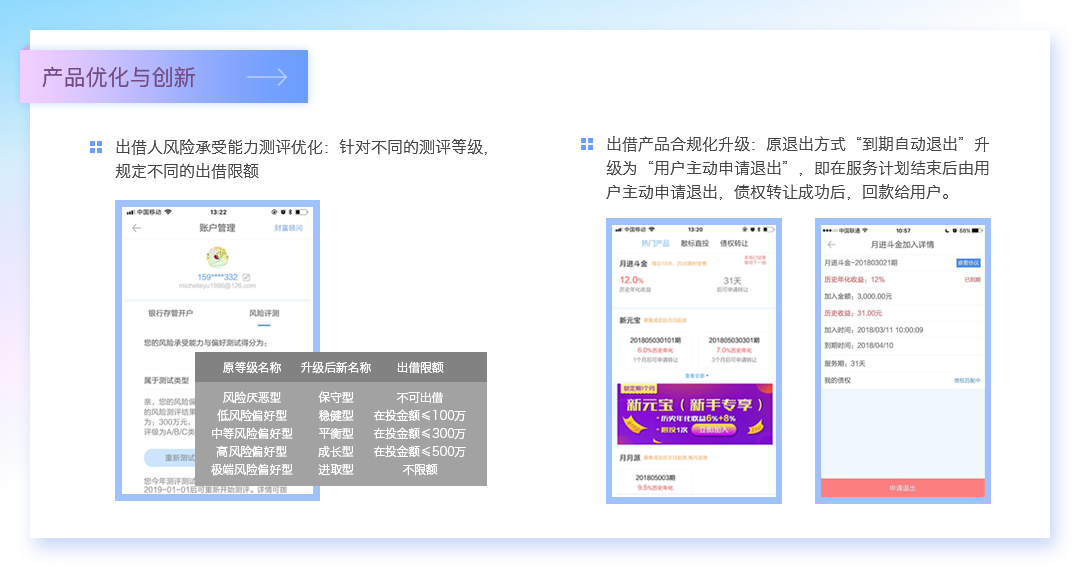 产品优化与创新
出借人风险承受能力测评优化：针对不同的测评等级，
规定不同的出借限额
中国移动
13:22
账户管理
财富顾问
159****332
michelleyu1986@126.com
银行存管开户
风险评测
您的风险承受能力与偏好测试得分为：
属于测试类型
亲，您的风险偏
的风险测评结果
为：300万元，
评级为A/B/C类
重新测试
您今年测评测试
2019-01-01后可重新开始测评。详情可拨
原等级名称 升级后新名称 出借限额
风险厌恶型 保守型 不可出借
低风险偏好型 稳健型 在投金额≤100万
中等风险偏好型 平衡型 在投金额≤300万
高风险偏好型 成长型 在投金额≤500万
极端风险偏好型 进取型 不限额
出借产品合规化升级：原退出方式“到期自动退出”升
级为“用户主动申请退出”，即在服务计划结束后由用
户主动申请退出，债权转让成功后，回款给用户。
中国移动
13:20
热门产品 散标直投 债权转让
月进斗金
12.0% 31天
历史年化收益 后可申请转让
新元宝
201805030101期 201805030301期
6.0%历史年化 7.0%历史年化
1个月后可申请转让 3个月后可申请转让
查看全部
锁定期1个月
新元宝（新手专享）
·历史年化收益6%+8%
·限投1次 立即加入
月月派
201805003期
9.5%历史年化
中国联通
10:57
68%
月进斗金加入详情
月进斗金-201803021期 查看协议
历史年化收益：12% 已到期
加入金额：3,000.00元
历史收益：31.00元
加入时间：2018/03/11 10:00:09
到期时间：2018/04/10
服务期：31天
我的债权 债权匹配中
申请退出